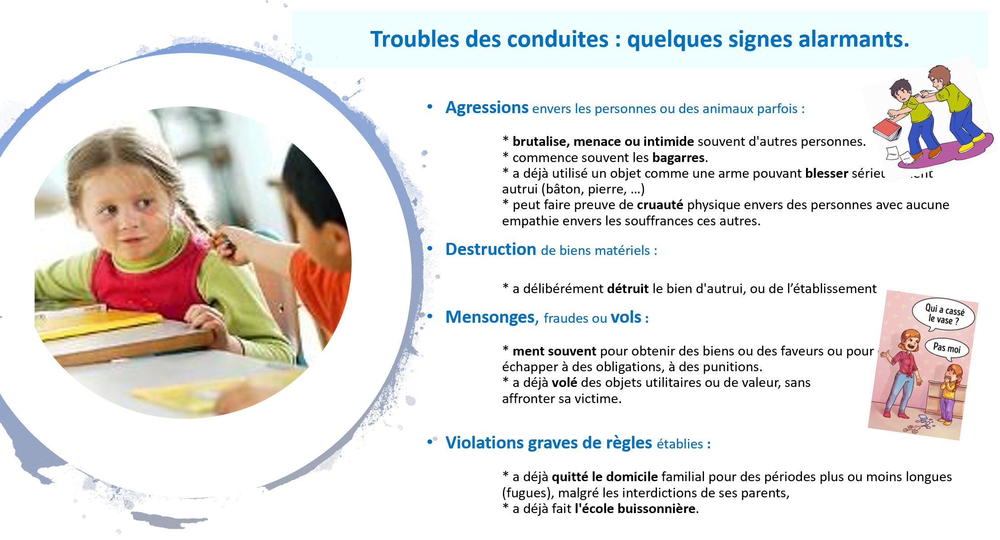 Troubles des conduites : quelques signes alarmants.
• Agressions envers les personnes ou des animaux parfois :
* brutalise, menace ou intimide souvent d'autres personnes.
* commence souvent les bagarres.
* a déjà utilisé un objet comme une arme pouvant blesser
autrui (bâton, pierre, ...)
* peut faire preuve de cruauté physique envers des personnes avec aucune
empathie envers les souffrances ces autres.
• Destruction de biens matériels :
* a délibérément détruit le bien d'autrui, ou de l’établissement
• Mensonges, fraudes ou vols :
Qui a cassé
le vase ?
Pas moi
* ment souvent pour obtenir des biens ou des faveurs ou pour
échapper à des obligations, à des punitions.
* a déjà volé des objets utilitaires ou de valeur, sans
affronter sa victime.
• Violations graves de règles établies :
* a déjà quitté le domicile familial pour des périodes plus ou moins longues
(fugues), malgré les interdictions de ses parents,
* a déjà fait l'école buissonnière.